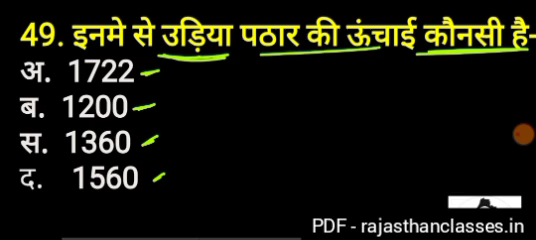 49. इनमे से उड़िया पठार की ऊंचाई कौनसी है-
अ. 1722
ब. 1200
स. 1360
द. 1560
PDF - rajasthanclasses.in